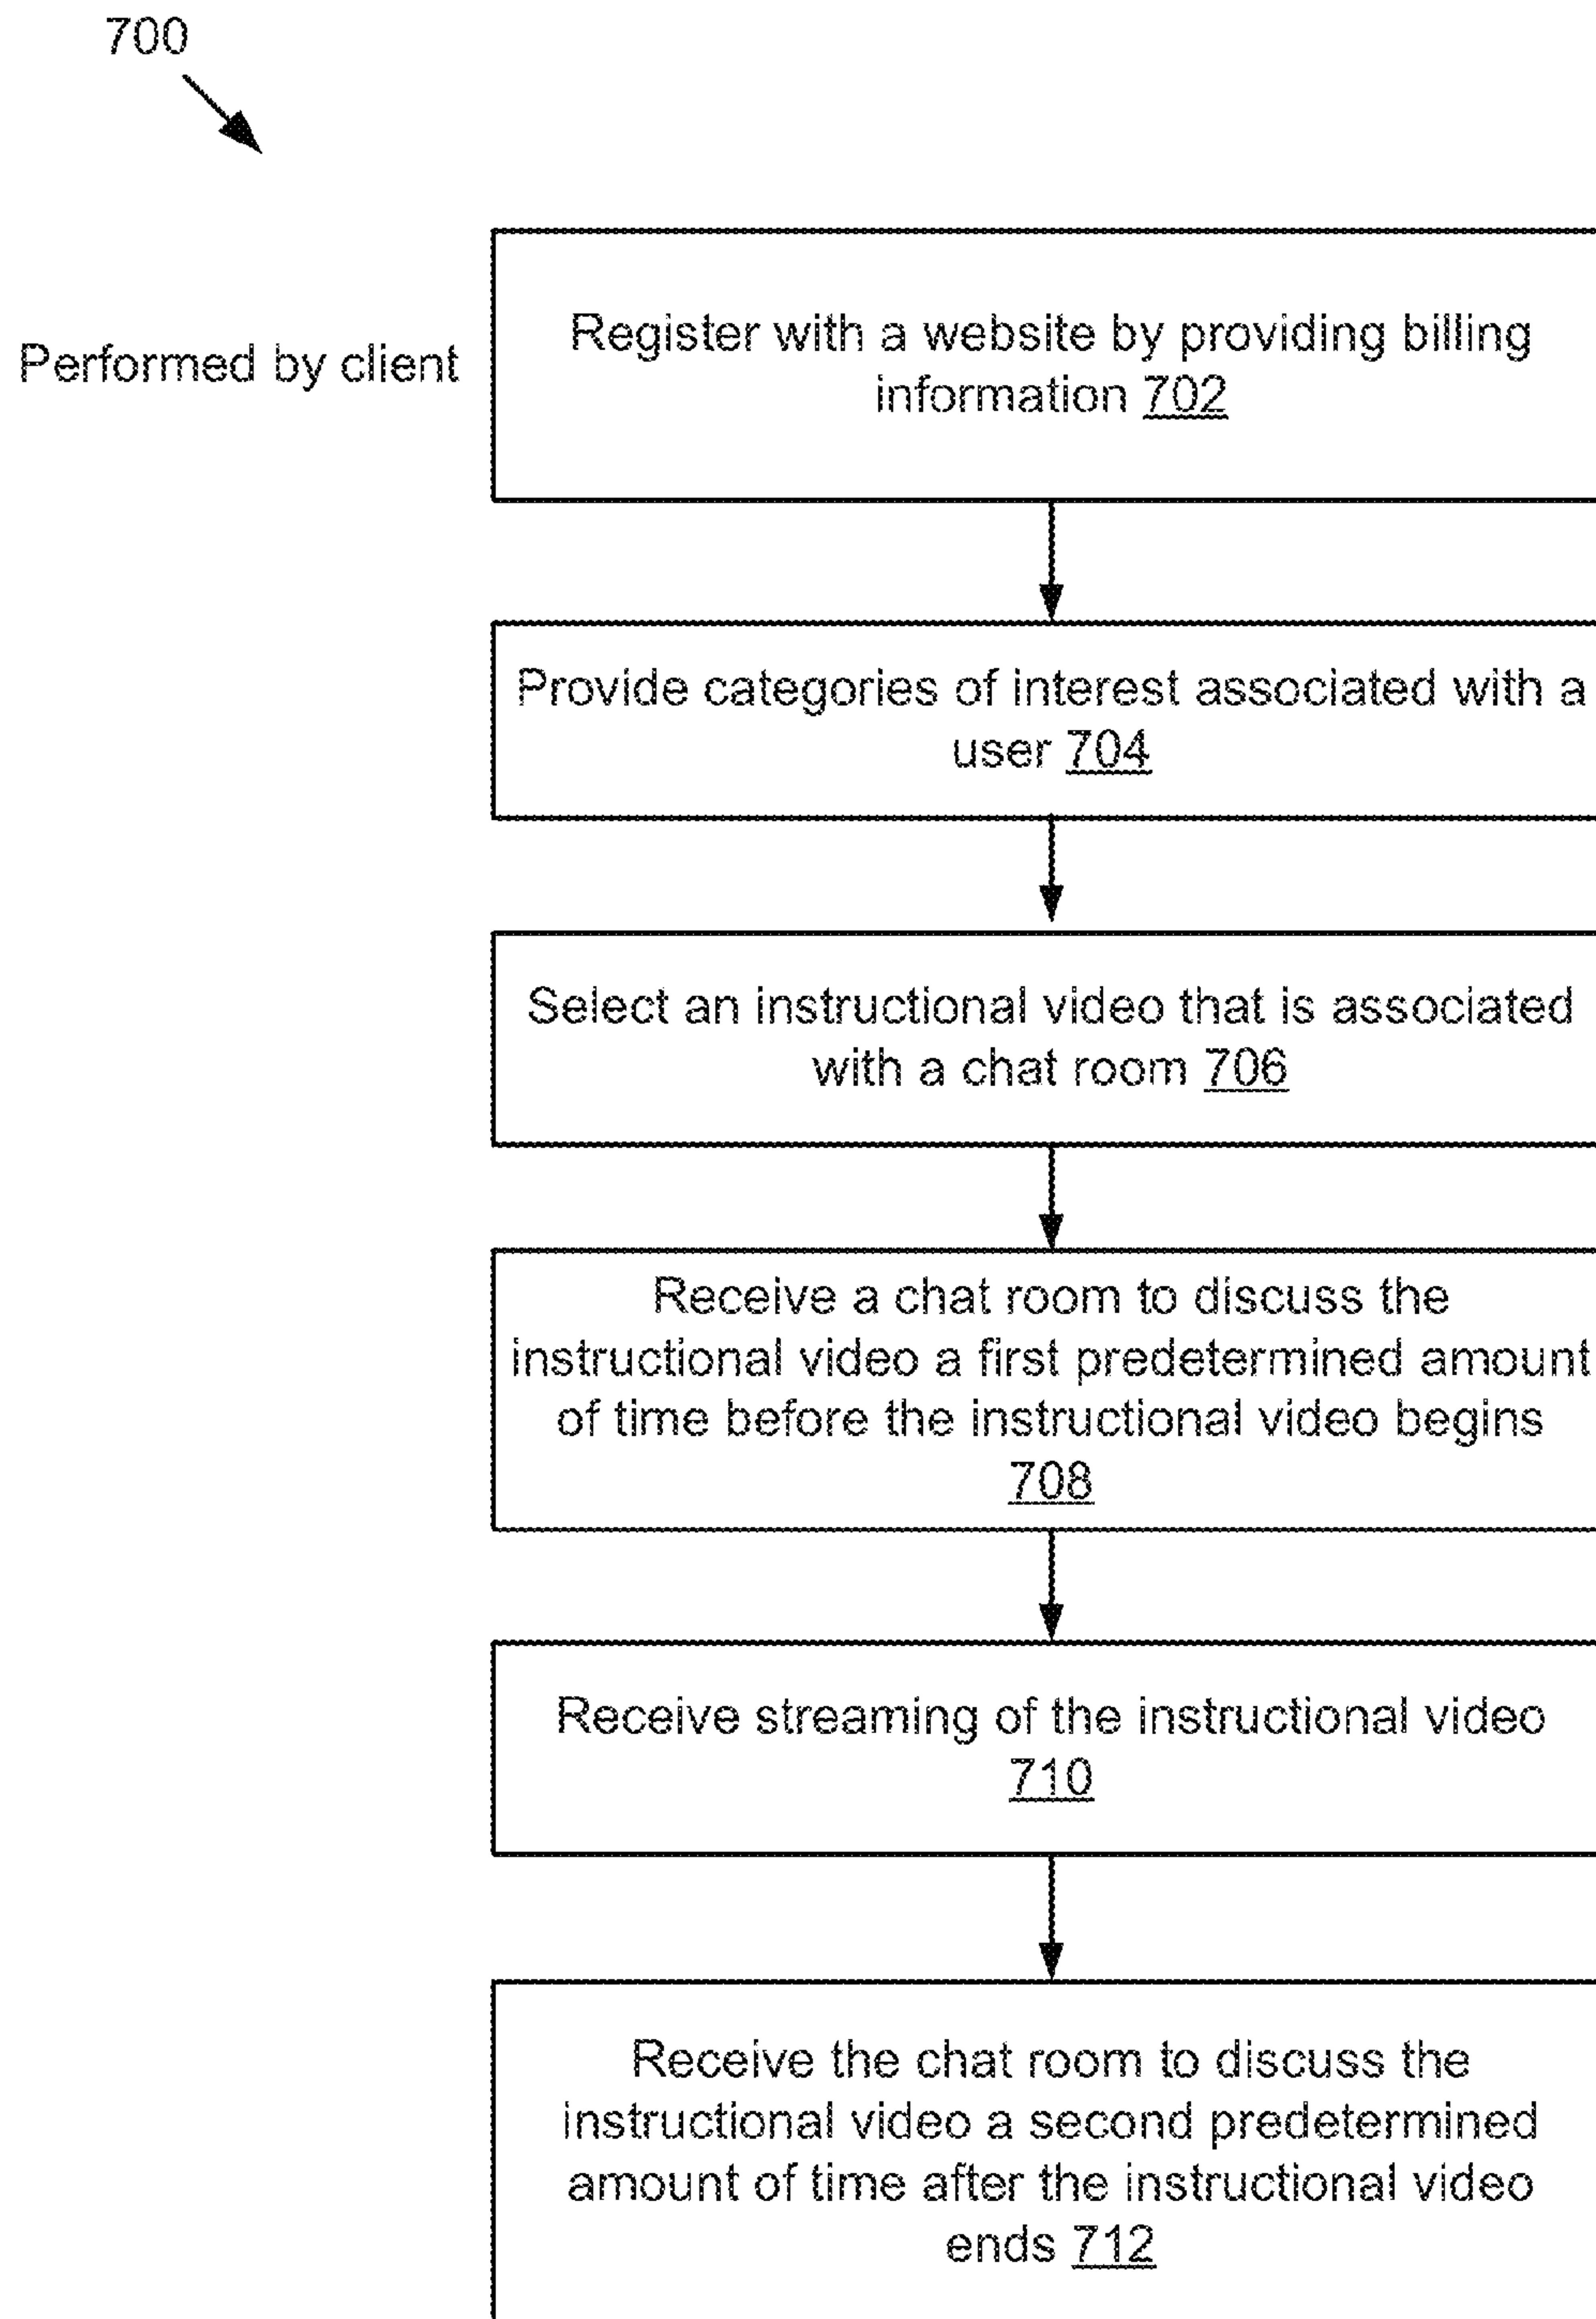 700
Performed by client
Register with a website by providing billing
information 702
Provide categories of interest associated with a
user 704
Select an instructional video that is associated
with a chat room 706
Receive a chat room to discuss the
instructional video a first predetermined amount
of time before the instructional video begins
708
Receive streaming of the instructional video
710
Receive the chat room to discuss the
instructional video a second predetermined
amount of time after the instructional video
ends 712